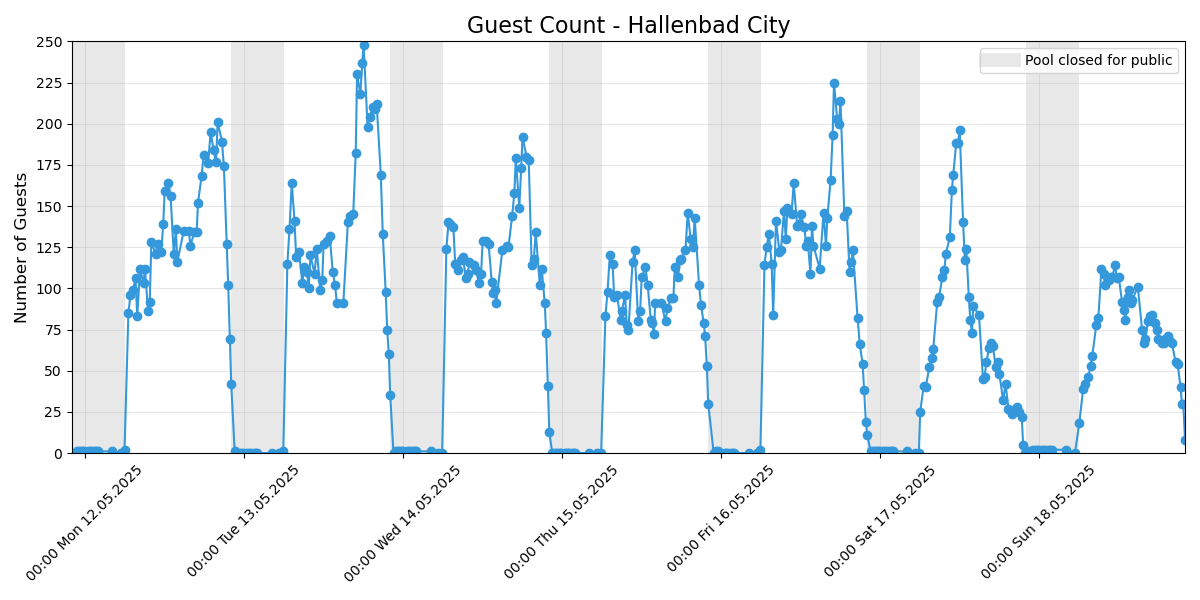 Guest Count - Hallenbad City
Pool closed for public
Number of Guests
250
225
200
175
150
125
100
75
50
25
0
00:00 Mon 12.05.2025
00:00 Tue 13.05.2025
00:00 Wed 14.05.2025
00:00 Thu 15.05.2025
00:00 Fri 16.05.2025
00:00 Sat 17.05.2025
00:00 Sun 18.05.2025